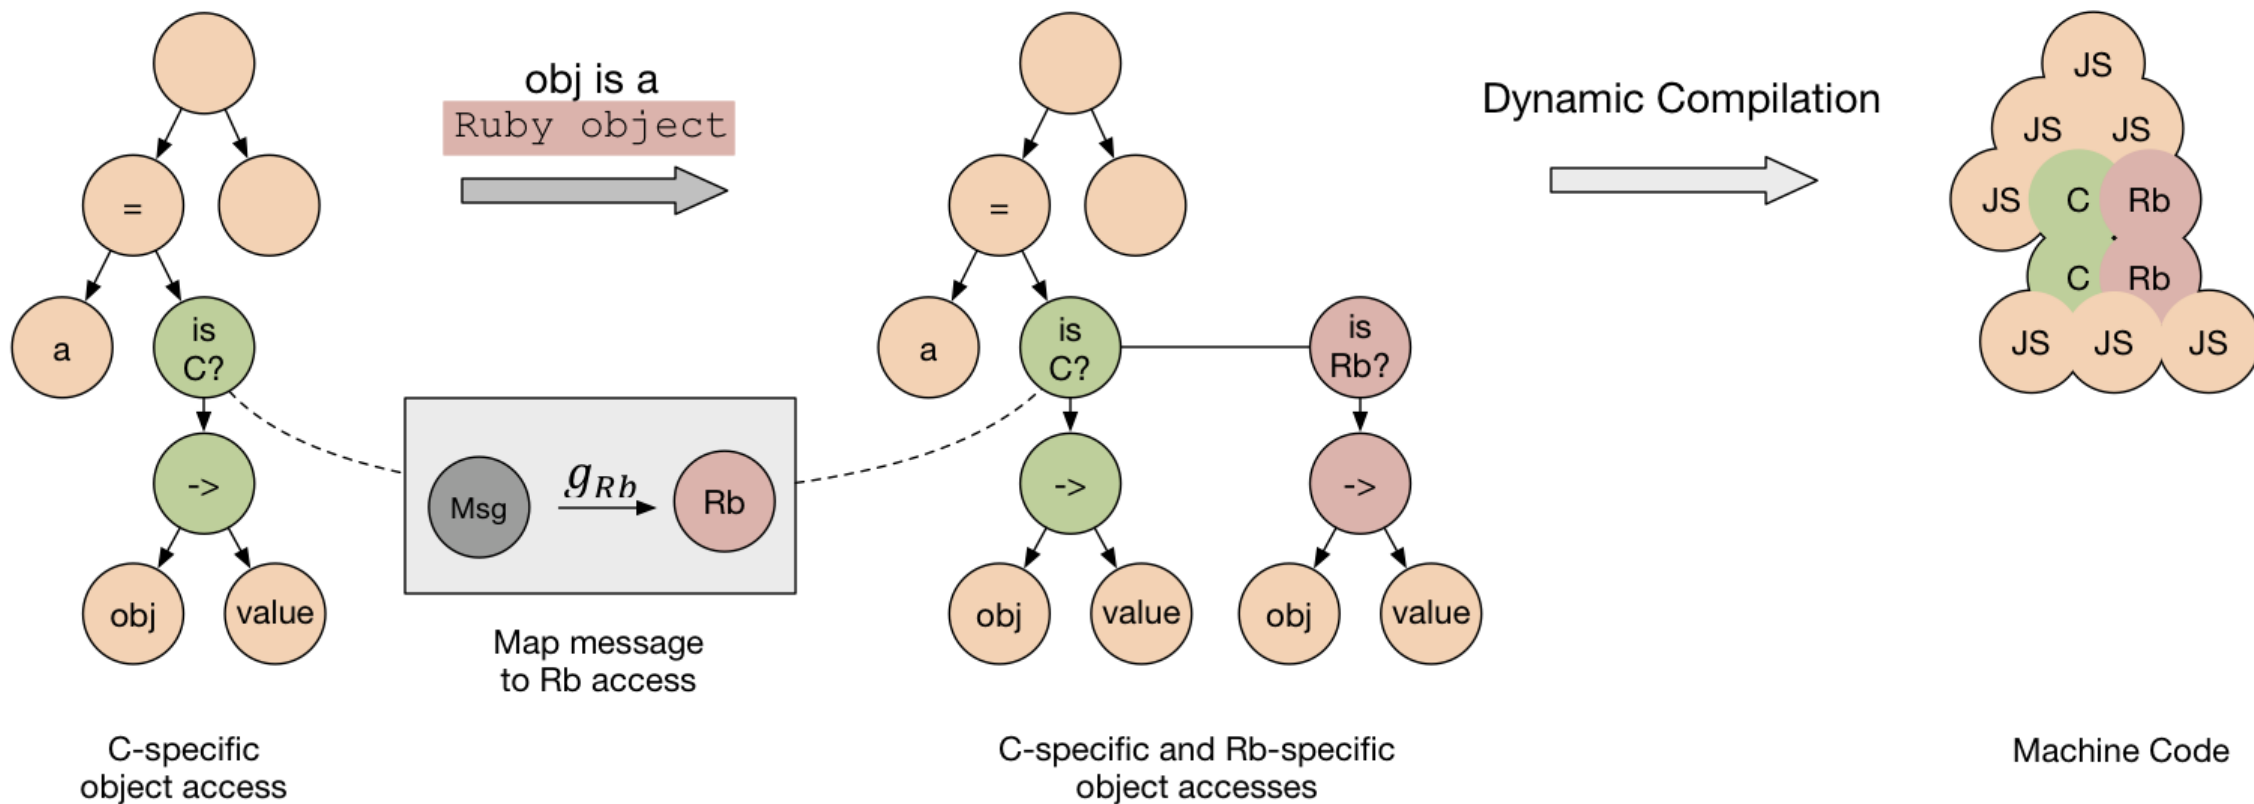 obj is a
Ruby object
=
a
is
C?
->
obj
value
Msg
g_Rb
Rb
Map message
to Rb access
C-specific
object access
=
a
is
C?
is
Rb?
->
->
obj
value
obj
value
C-specific and Rb-specific
object accesses
Dynamic Compilation
JS
JS JS
JS C Rb
C Rb
JS JS JS
Machine Code